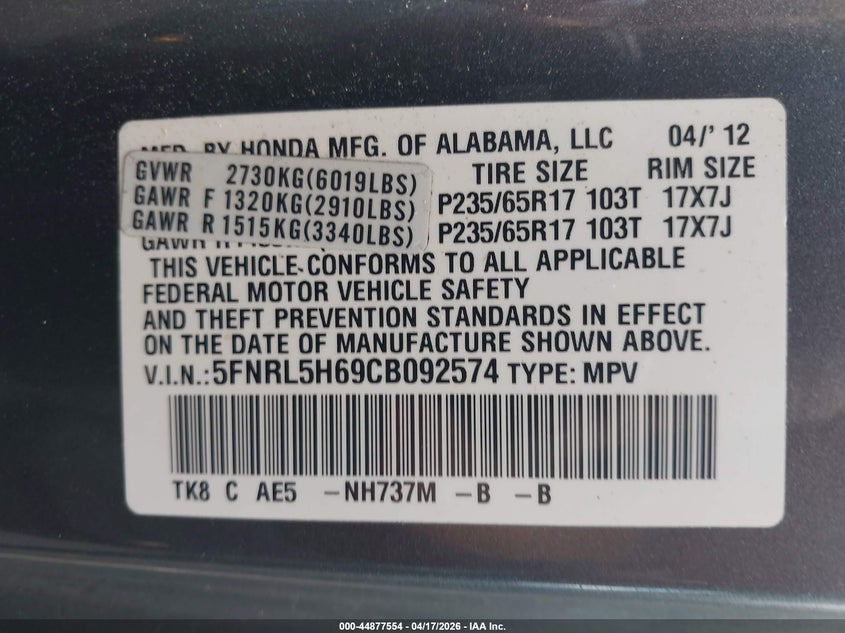 MFD. BY HONDA MFG. OF ALABAMA, LLC 04/' 12
TIRE SIZE RIM SIZE
GVWR 2730KG(6019LBS)
GAWR F 1320KG(2910LBS) P235/65R17 103T 17X7J
GAWR R 1515KG(3340LBS) P235/65R17 103T 17X7J
GAWR R
THIS VEHICLE CONFORMS TO ALL APPLICABLE
FEDERAL MOTOR VEHICLE SAFETY
AND THEFT PREVENTION STANDARDS IN EFFECT
ON THE DATE OF MANUFACTURE SHOWN ABOVE.
V.I.N.:5FNRL5H69CB092574 TYPE: MPV
TK8 C AE5 -NH737M -B -B
000-44877554 - 04/17/2026 - IAA Inc.